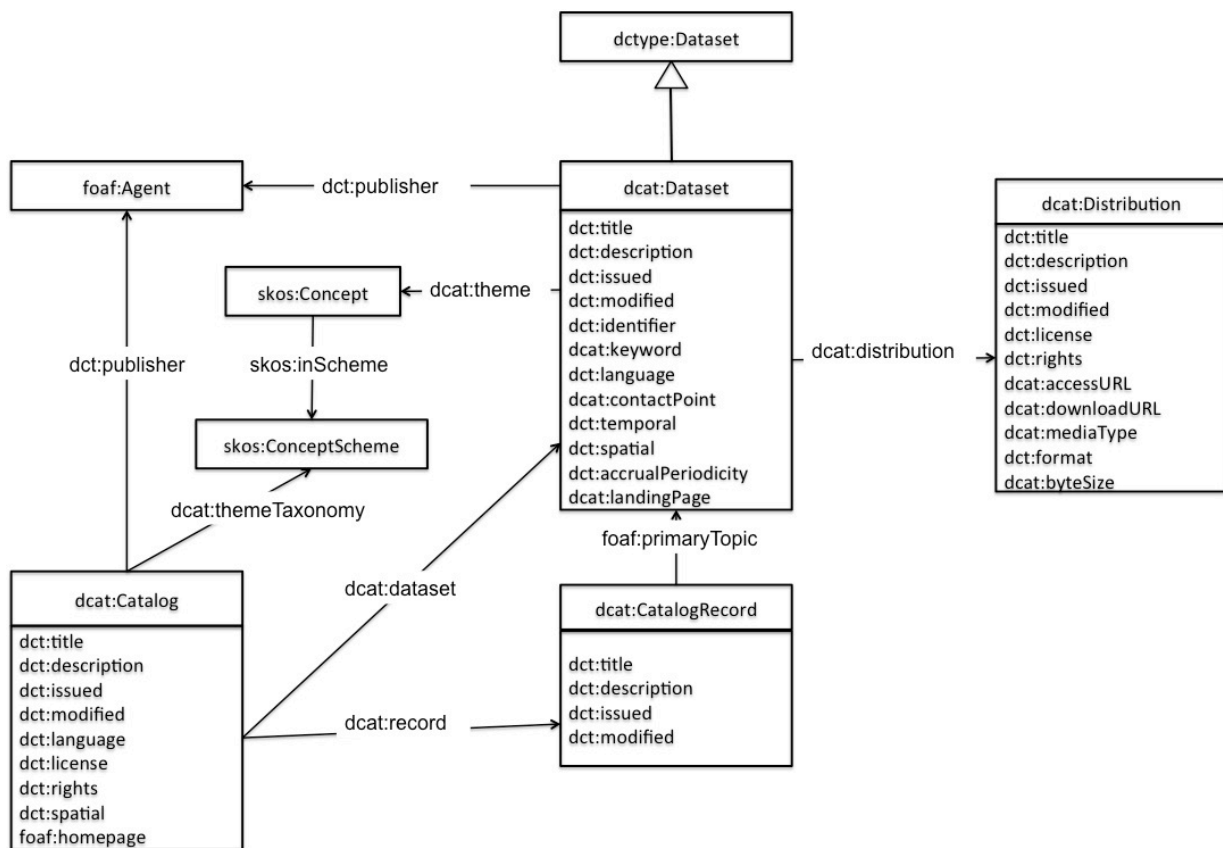 dctype:Dataset
foaf:Agent
dct:publisher
dcat:Dataset
dct:title
dct:description
dct:issued
dct:modified
dct:identifier
dcat:keyword
dct:language
dcat:contactPoint
dct:temporal
dct:spatial
dct:accrualPeriodicity
dcat:landingPage
dcat:Distribution
dct:title
dct:description
dct:issued
dct:modified
dct:license
dct:rights
dcat:accessURL
dcat:downloadURL
dcat:mediaType
dct:format
dcat:byteSize
skos:Concept
dcat:theme
dcat:distribution
dct:publisher
skos:inScheme
skos:ConceptScheme
dcat:themeTaxonomy
foaf:primaryTopic
dcat:dataset
dcat:Catalog
dct:title
dct:description
dct:issued
dct:modified
dct:language
dct:license
dct:rights
dct:spatial
foaf:homepage
dcat:record
dcat:CatalogRecord
dct:title
dct:description
dct:issued
dct:modified